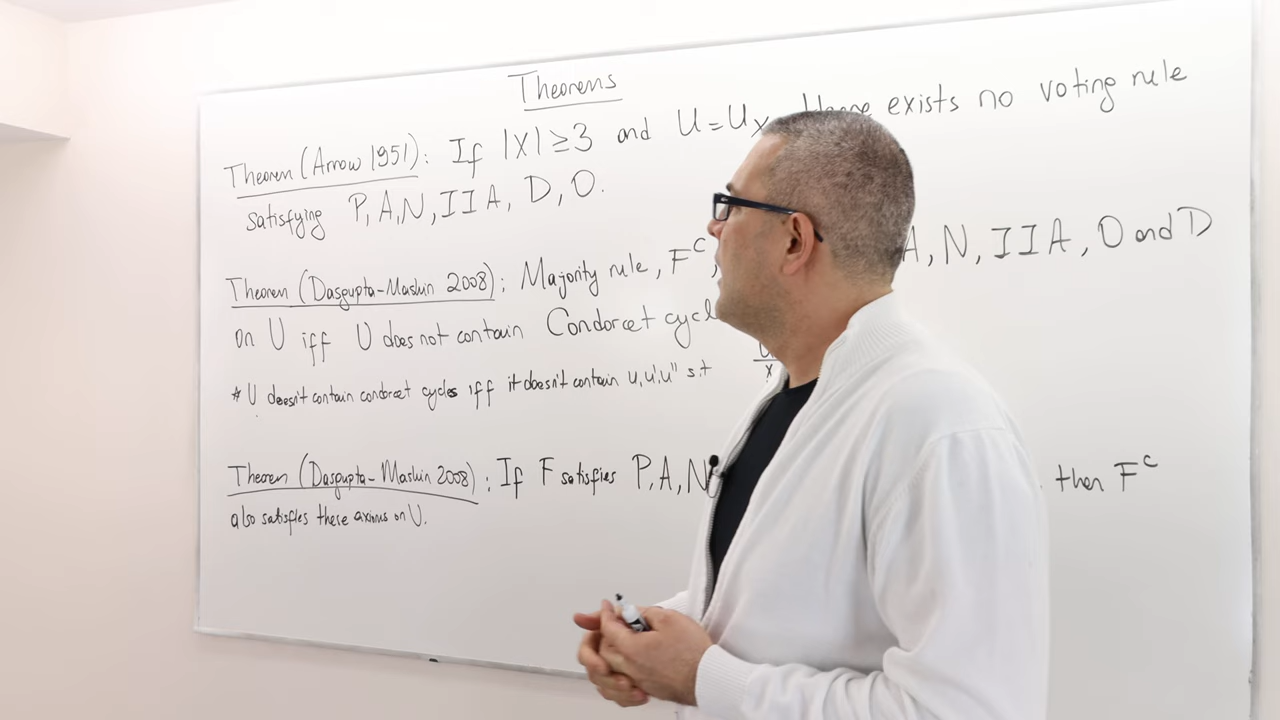 Theorems
Theorem (Arrow 1951): If |X| ≥ 3 and U = U_X exists no voting rule
satisfying P, A, N, IIA, D, O.
Theorem (Dasgupta-Maskin 2008): Majority rule, F^C, A, N, IIA, O and D
on U iff U does not contain Condorcet cycl
* U doesn't contain condorcet cycles iff it doesn't contain u, u', u'' s.t
x
Theorem (Dasgupta-Maskin 2008): If F satisfies P, A, N then F^C
also satisfies these axioms on U.